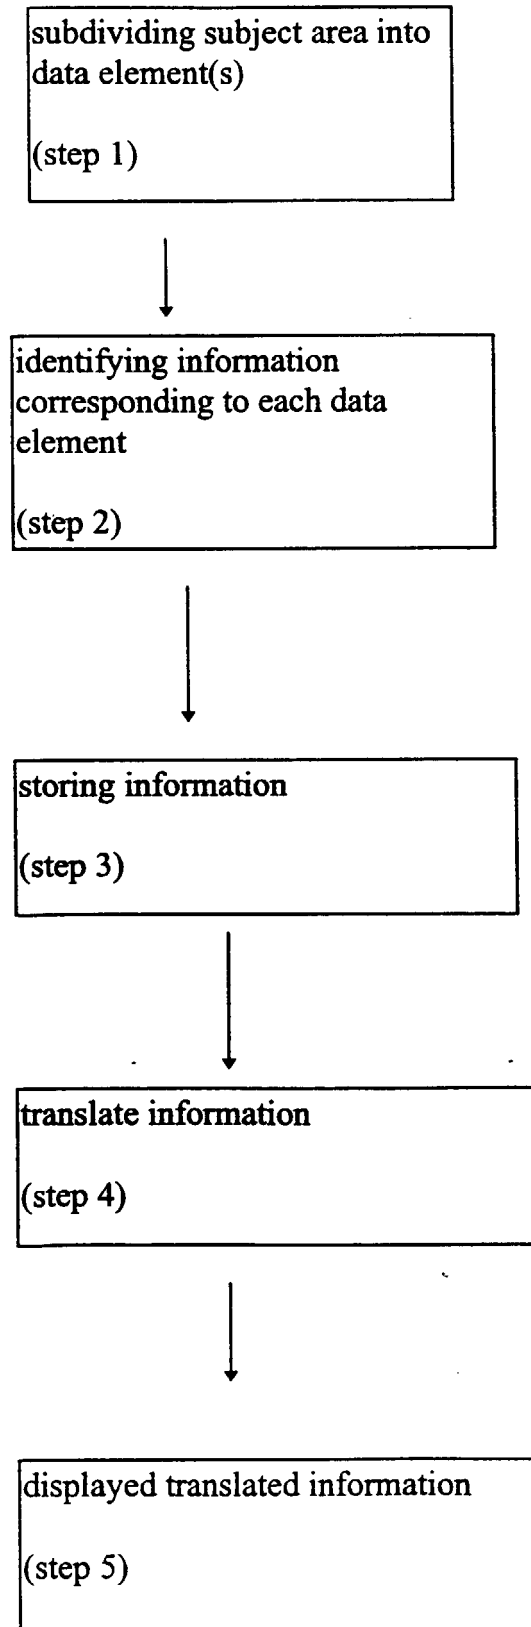 subdividing subject area into
data element(s)
(step 1)
identifying information
corresponding to each data
element
(step 2)
storing information
(step 3)
translate information
(step 4)
displayed translated information
(step 5)